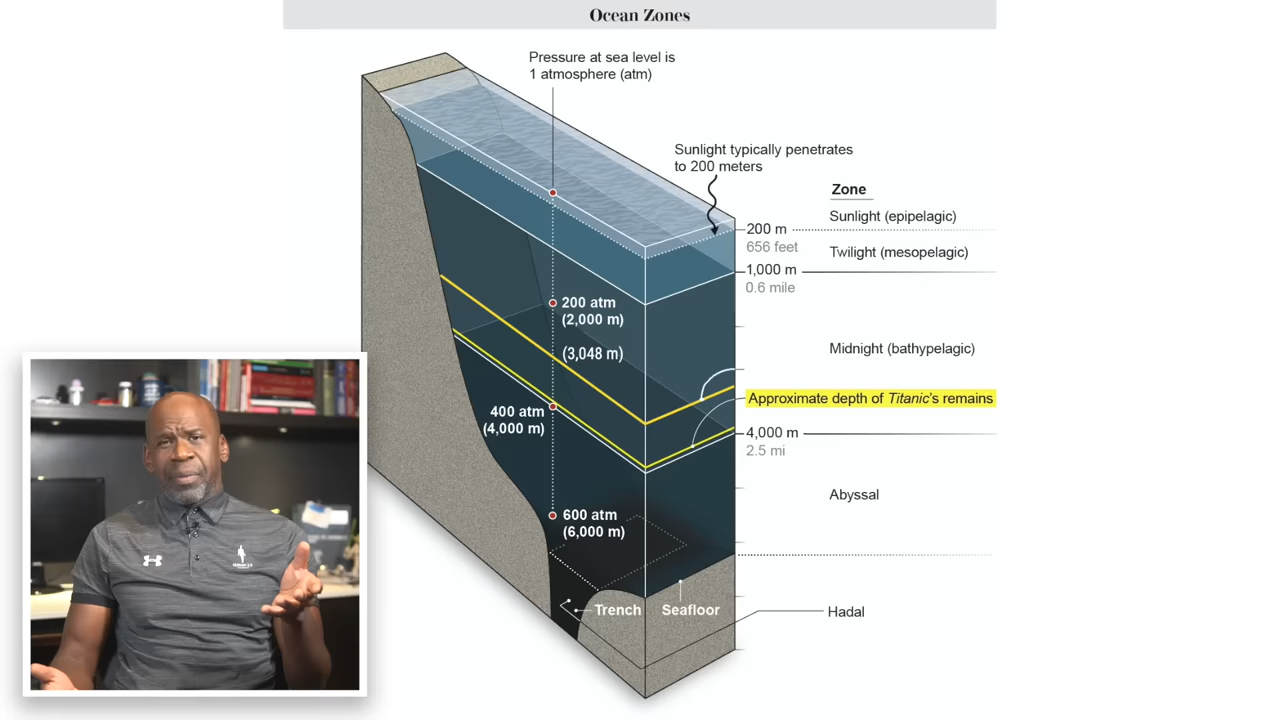 Ocean Zones
Pressure at sea level is
1 atmosphere (atm)
Sunlight typically penetrates
to 200 meters
Zone
Sunlight (epipelagic)
200 m
656 feet
Twilight (mesopelagic)
1,000 m
0.6 mile
200 atm
(2,000 m)
(3,048 m)
Midnight (bathypelagic)
Approximate depth of Titanic's remains
400 atm
(4,000 m)
4,000 m
2.5 mi
Abyssal
600 atm
(6,000 m)
Trench
Seafloor
Hadal